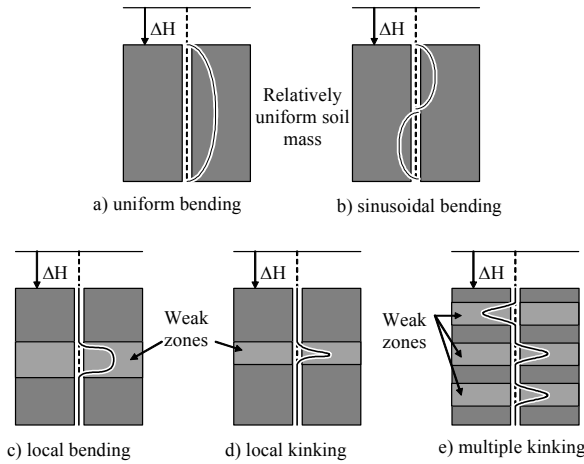 ΔH
ΔH
Relatively
uniform soil
mass
a) uniform bending
b) sinusoidal bending
ΔH
ΔH
ΔH
Weak
zones
Weak
zones
c) local bending
d) local kinking
e) multiple kinking